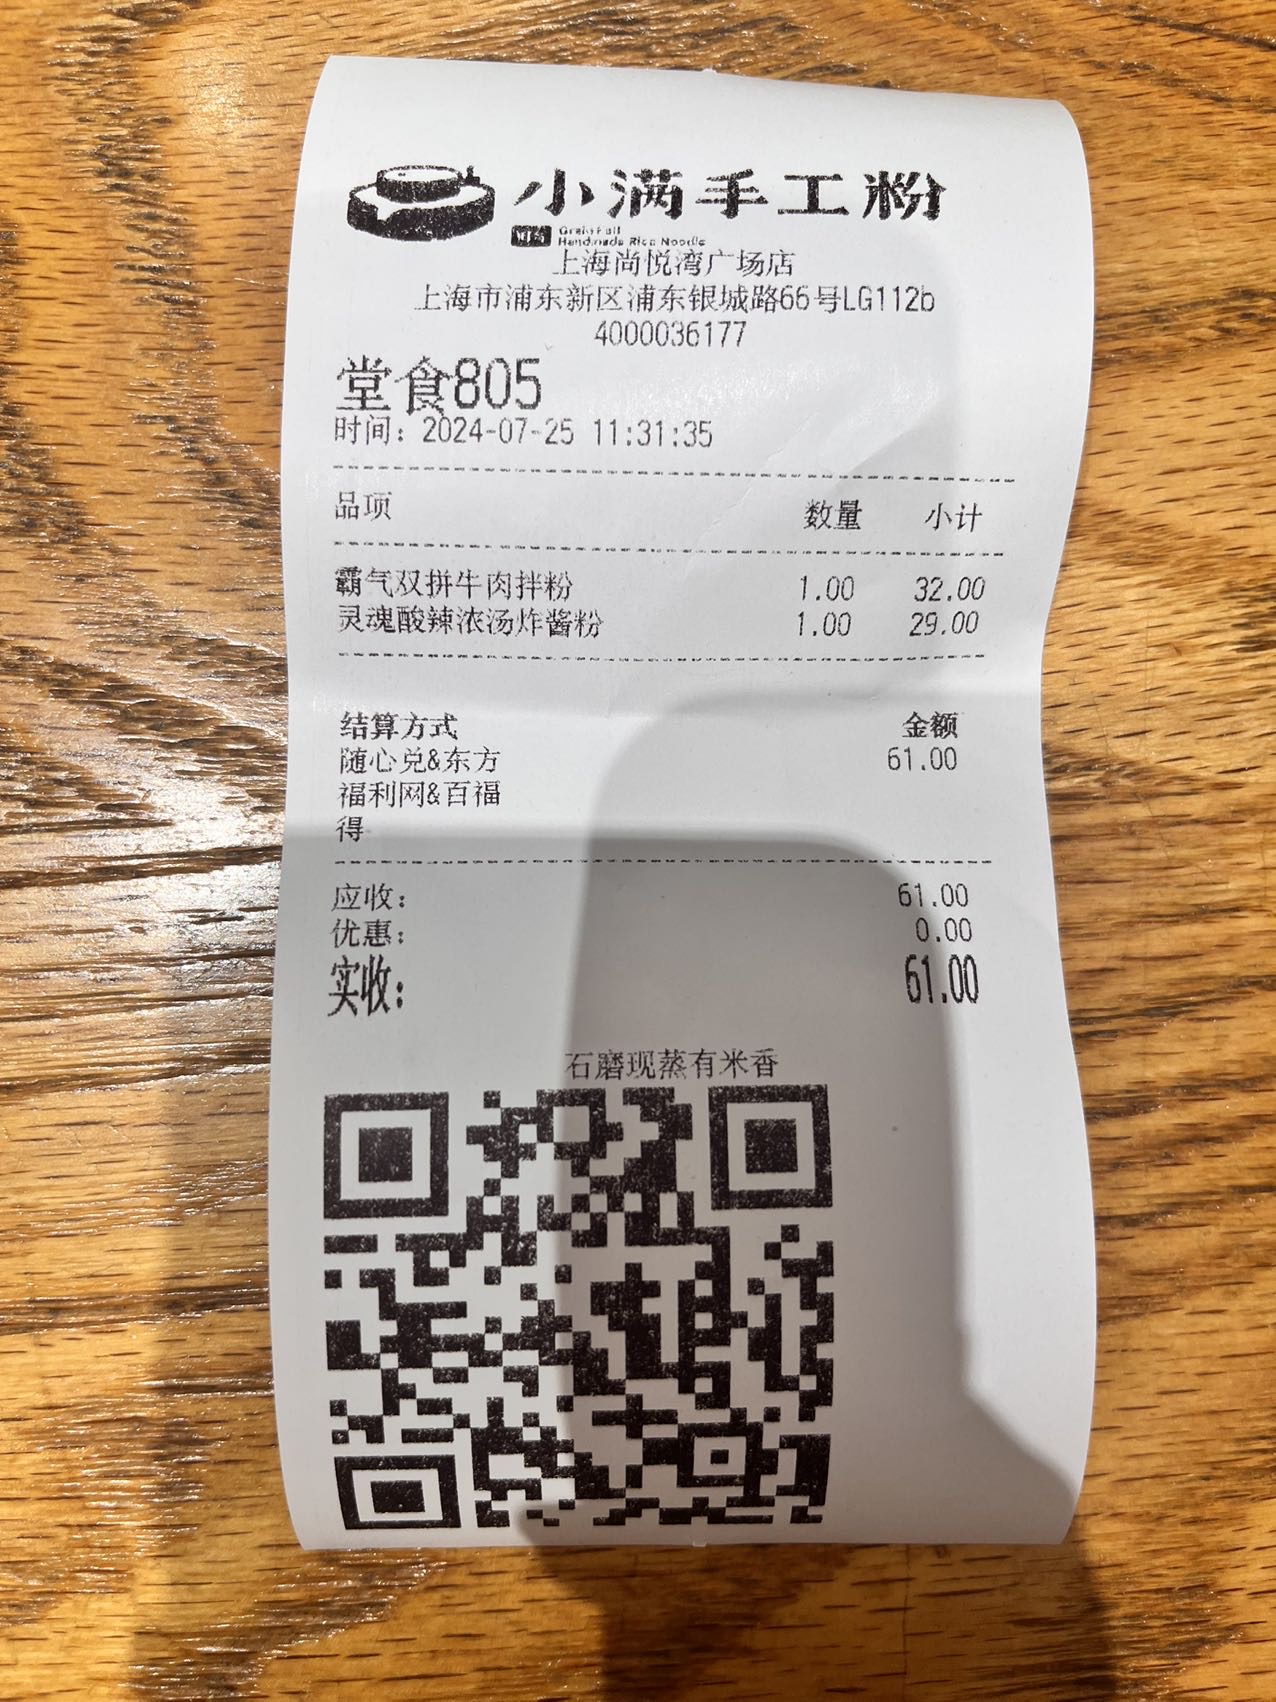 小满手工粉
Grain Full
Handmade Rice Noodle
上海尚悦湾广场店
上海市浦东新区浦东银城路66号LG112b
4000036177
堂食805
时间：2024-07-25 11:31:35
品项 数量 小计
霸气双拼牛肉拌粉 1.00 32.00
灵魂酸辣浓汤炸酱粉 1.00 29.00
结算方式 金额
随心兑&东方 61.00
福利网&百福
得
应收： 61.00
优惠： 0.00
实收： 61.00
石磨现蒸有米香